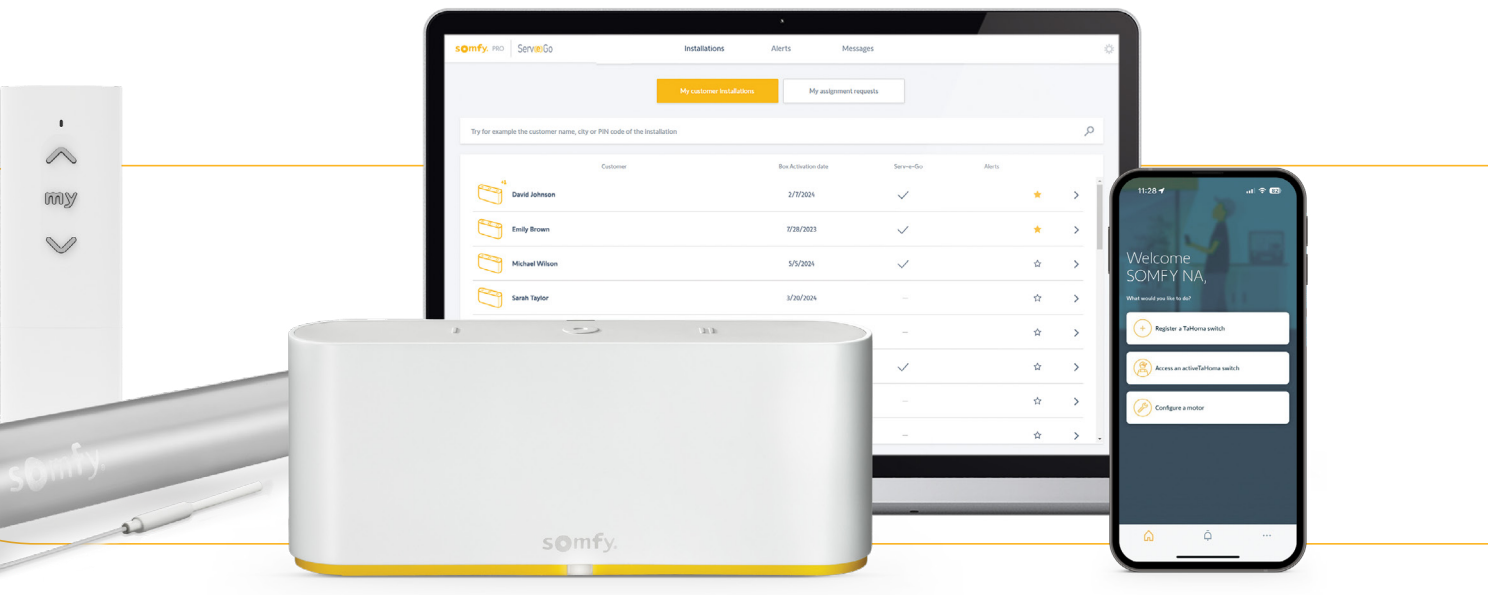 somfy. PRO Serv-e-Go
Installations Alerts Messages
My customer installations My assignment requests
Try for example the customer name, city or PIN code of the installation
Customer Box Activation date Serv-e-Go Alerts
+1
David Johnson 2/7/2024
Emily Brown 7/28/2023
Michael Wilson 5/5/2024
Sarah Taylor 3/20/2024
my
somfy.
somfy.
11:28 82
Welcome
SOMFY NA,
What would you like to do?
Register a TaHoma switch
Access an activeTaHoma switch
Configure a motor